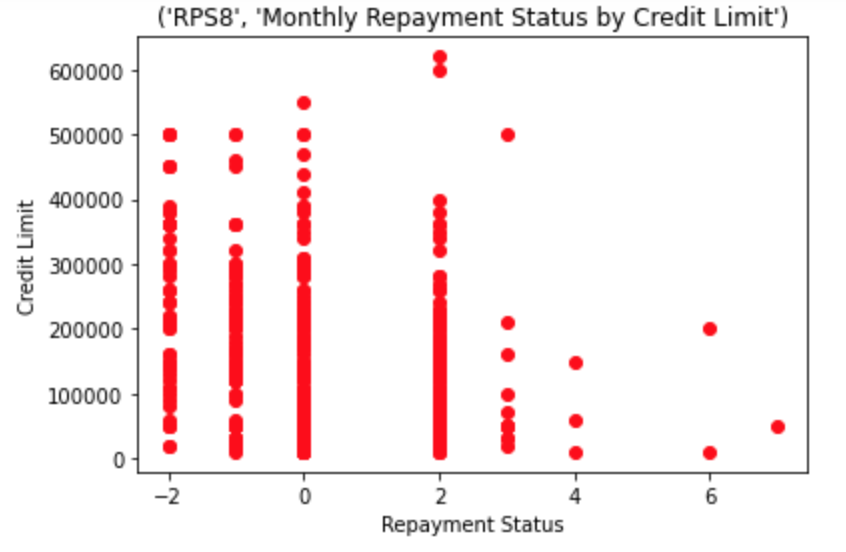 ('RPS8', 'Monthly Repayment Status by Credit Limit')
600000
500000
400000
300000
200000
100000
0
Credit Limit
−2 0 2 4 6
Repayment Status